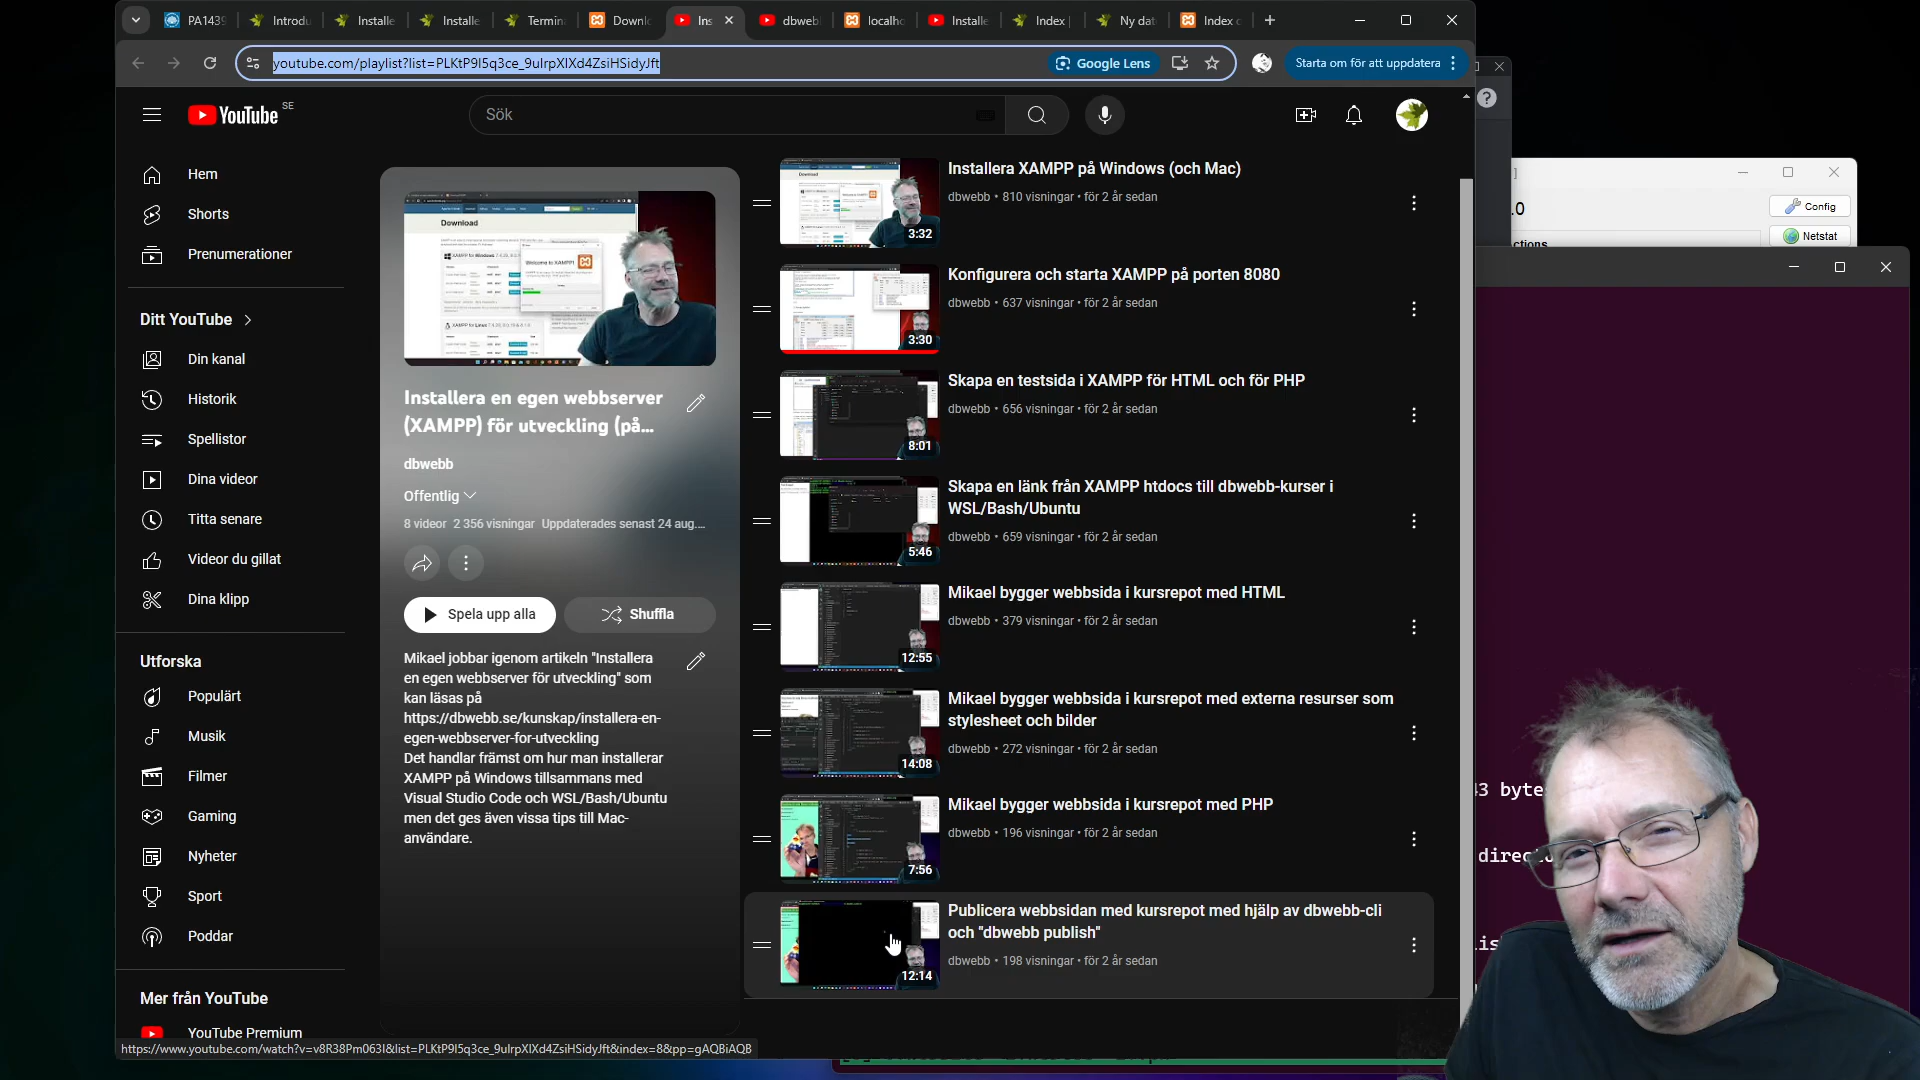 PA1439
Introdu
Installe
Installe
Termin
Downl
Ins
dbweb
localho
Installe
Index
Ny dat
Index o
youtube.com/playlist?list=PLKtP9l5q3ce_9ulrpXlXd4ZsiHSidyJft
Google Lens
Starta om för att uppdatera
YouTube SE
Sök
Hem
Shorts
Prenumerationer
Ditt YouTube
Din kanal
Historik
Spellistor
Dina videor
Titta senare
Videor du gillat
Dina klipp
Utforska
Populärt
Musik
Filmer
Gaming
Nyheter
Sport
Poddar
Mer från YouTube
YouTube Premium
Download
Welcome to XAMPP!
Installera en egen webbserver
(XAMPP) för utveckling (på...
dbwebb
Offentlig
8 videor 2 356 visningar Uppdaterades senast 24 aug....
Spela upp alla
Shuffla
Mikael jobbar igenom artikeln "Installera
en egen webbserver för utveckling" som
kan läsas på
https://dbwebb.se/kunskap/installera-en-
egen-webbserver-for-utveckling
Det handlar främst om hur man installerar
XAMPP på Windows tillsammans med
Visual Studio Code och WSL/Bash/Ubuntu
men det ges även vissa tips till Mac-
användare.
Installera XAMPP på Windows (och Mac)
dbwebb • 810 visningar • för 2 år sedan
3:32
Konfigurera och starta XAMPP på porten 8080
dbwebb • 637 visningar • för 2 år sedan
3:30
Skapa en testsida i XAMPP för HTML och för PHP
dbwebb • 656 visningar • för 2 år sedan
8:01
Skapa en länk från XAMPP htdocs till dbwebb-kurser i
WSL/Bash/Ubuntu
dbwebb • 659 visningar • för 2 år sedan
5:46
Mikael bygger webbsida i kursrepot med HTML
dbwebb • 379 visningar • för 2 år sedan
12:55
Mikael bygger webbsida i kursrepot med externa resurser som
stylesheet och bilder
dbwebb • 272 visningar • för 2 år sedan
14:08
Mikael bygger webbsida i kursrepot med PHP
dbwebb • 196 visningar • för 2 år sedan
7:56
Publicera webbsidan med kursrepot med hjälp av dbwebb-cli
och "dbwebb publish"
dbwebb • 198 visningar • för 2 år sedan
12:14
https://www.youtube.com/watch?v=v8R38Pm063I&list=PLKtP9l5q3ce_9ulrpXlXd4ZsiHSidyJft&index=8&pp=gAQBiAQB
.0
Config
Netstat
ctions
43 byte
direct